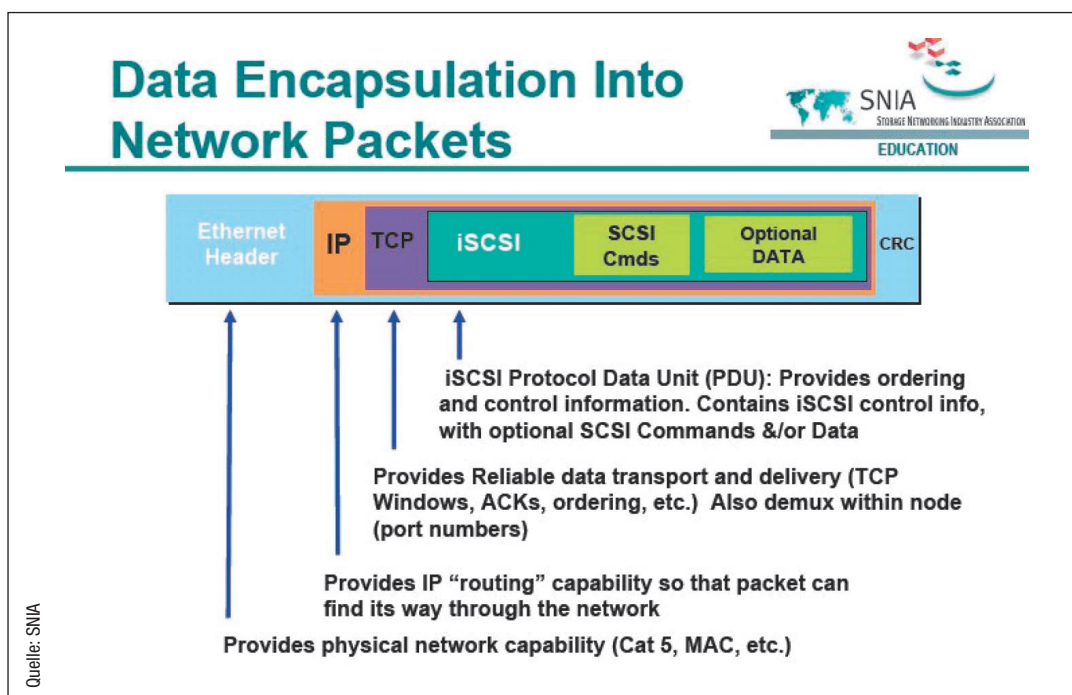 Data Encapsulation Into
Network Packets
SNIA
STORAGE NETWORKING INDUSTRY ASSOCIATION
EDUCATION
Ethernet
Header
IP
TCP
iSCSI
SCSI
Cmds
Optional
DATA
CRC
iSCSI Protocol Data Unit (PDU): Provides ordering
and control information. Contains iSCSI control info,
with optional SCSI Commands &/or Data
Provides Reliable data transport and delivery (TCP
Windows, ACKs, ordering, etc.) Also demux within node
(port numbers)
Provides IP “routing” capability so that packet can
find its way through the network
Provides physical network capability (Cat 5, MAC, etc.)
Quelle: SNIA